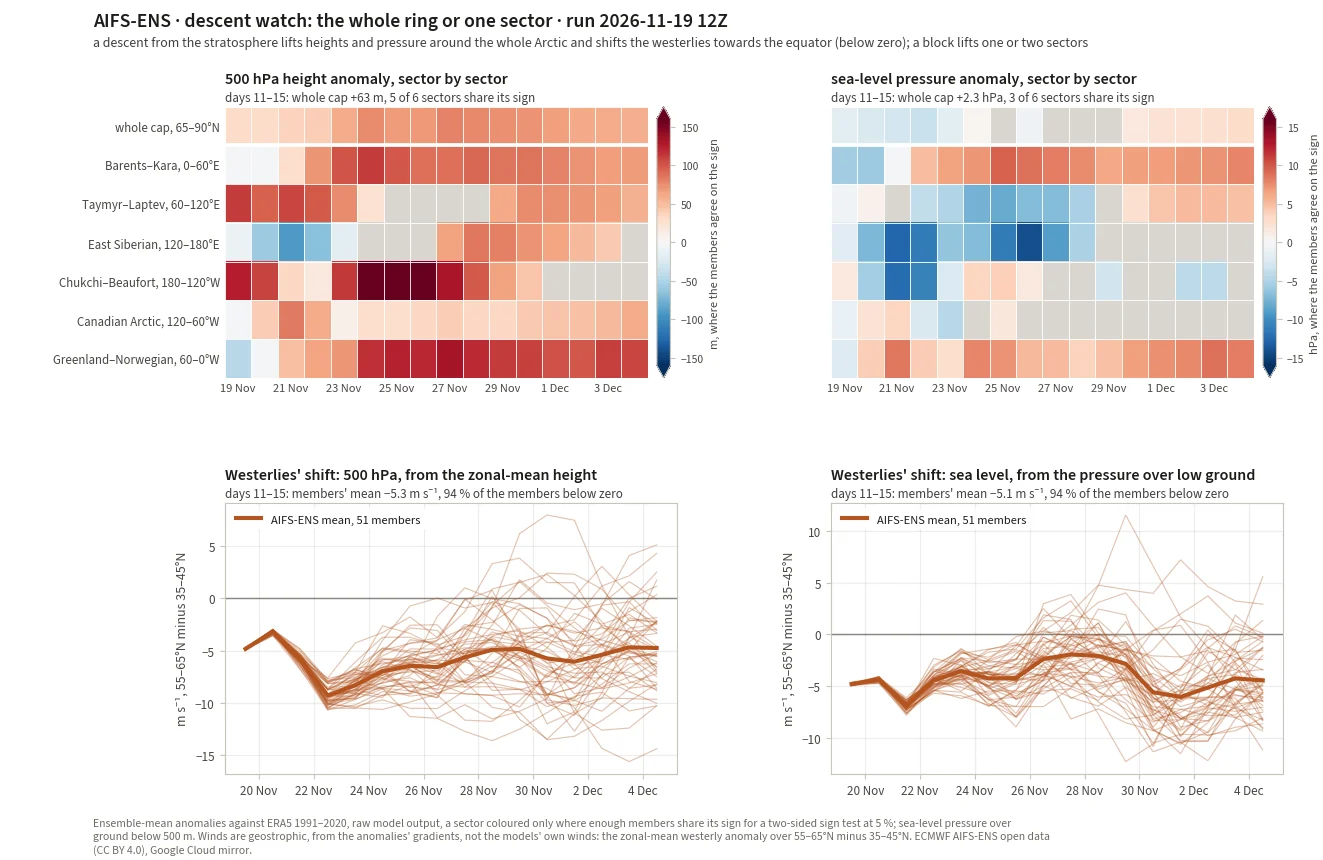 AIFS-ENS · descent watch: the whole ring or one sector · run 2026-11-19 12Z
a descent from the stratosphere lifts heights and pressure around the whole Arctic and shifts the westerlies towards the equator (below zero); a block lifts one or two sectors
500 hPa height anomaly, sector by sector
days 11–15: whole cap +63 m, 5 of 6 sectors share its sign
whole cap, 65–90°N
Barents–Kara, 0–60°E
Taymyr–Laptev, 60–120°E
East Siberian, 120–180°E
Chukchi–Beaufort, 180–120°W
Canadian Arctic, 120–60°W
Greenland–Norwegian, 60–0°W
19 Nov 21 Nov 23 Nov 25 Nov 27 Nov 29 Nov 1 Dec 3 Dec
150
100
50
0
−50
−100
−150
m, where the members agree on the sign
sea-level pressure anomaly, sector by sector
days 11–15: whole cap +2.3 hPa, 3 of 6 sectors share its sign
19 Nov 21 Nov 23 Nov 25 Nov 27 Nov 29 Nov 1 Dec 3 Dec
15
10
5
0
−5
−10
−15
hPa, where the members agree on the sign
Westerlies' shift: 500 hPa, from the zonal-mean height
days 11–15: members' mean −5.3 m s⁻¹, 94 % of the members below zero
AIFS-ENS mean, 51 members
m s⁻¹, 55–65°N minus 35–45°N
5
0
−5
−10
−15
20 Nov 22 Nov 24 Nov 26 Nov 28 Nov 30 Nov 2 Dec 4 Dec
Westerlies' shift: sea level, from the pressure over low ground
days 11–15: members' mean −5.1 m s⁻¹, 94 % of the members below zero
AIFS-ENS mean, 51 members
m s⁻¹, 55–65°N minus 35–45°N
10
5
0
−5
−10
20 Nov 22 Nov 24 Nov 26 Nov 28 Nov 30 Nov 2 Dec 4 Dec
Ensemble-mean anomalies against ERA5 1991–2020, raw model output, a sector coloured only where enough members share its sign for a two-sided sign test at 5 %; sea-level pressure over
ground below 500 m. Winds are geostrophic, from the anomalies' gradients, not the models' own winds: the zonal-mean westerly anomaly over 55–65°N minus 35–45°N. ECMWF AIFS-ENS open data
(CC BY 4.0), Google Cloud mirror.